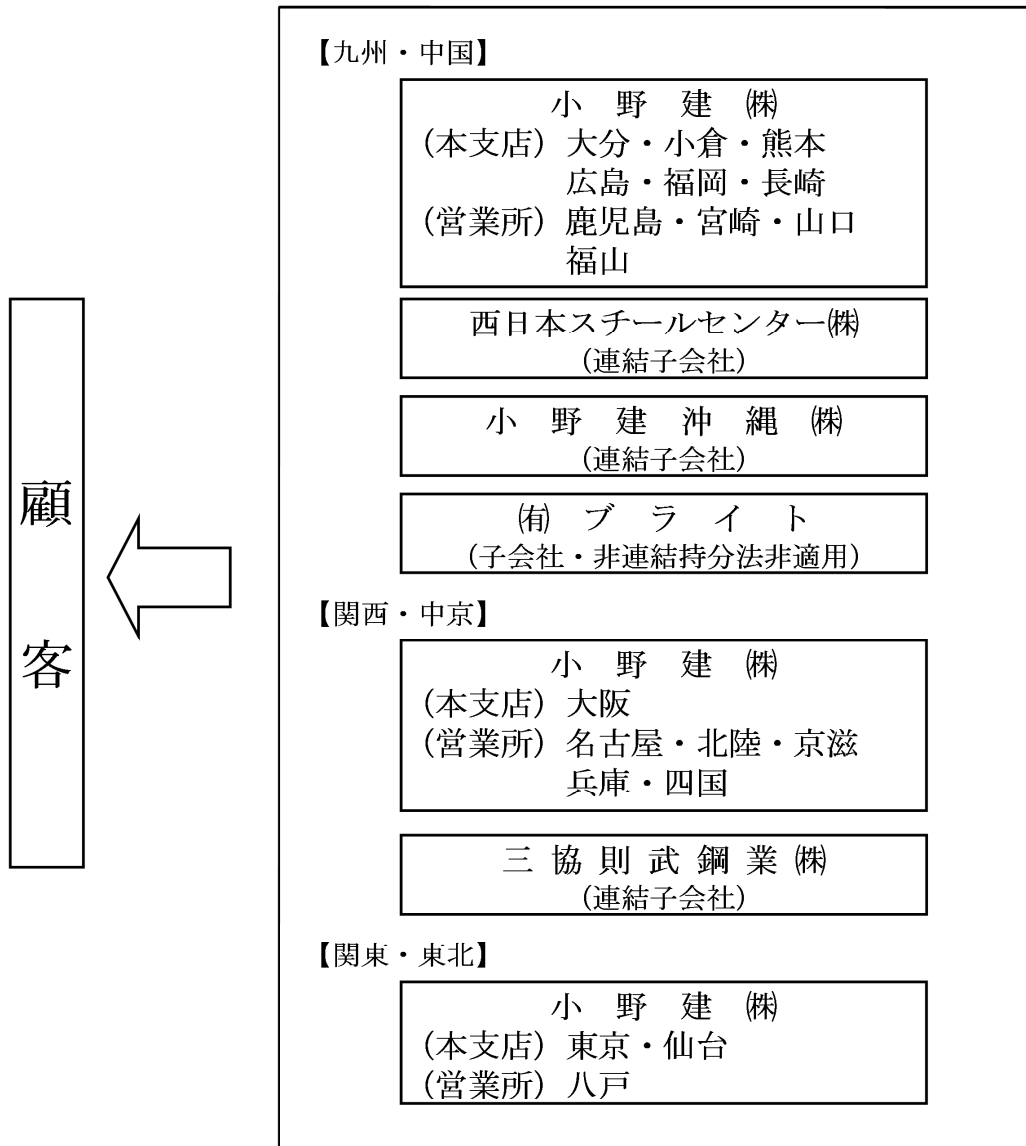 【九州・中国】
小野建㈱
（本支店）大分・小倉・熊本
広島・福岡・長崎
（営業所）鹿児島・宮崎・山口
福山
西日本スチールセンター㈱
（連結子会社）
小野建沖縄㈱
（連結子会社）
㈲ブライト
（子会社・非連結持分法非適用）
【関西・中京】
小野建㈱
（本支店）大阪
（営業所）名古屋・北陸・京滋
兵庫・四国
三協則武鋼業㈱
（連結子会社）
【関東・東北】
小野建㈱
（本支店）東京・仙台
（営業所）八戸
顧客